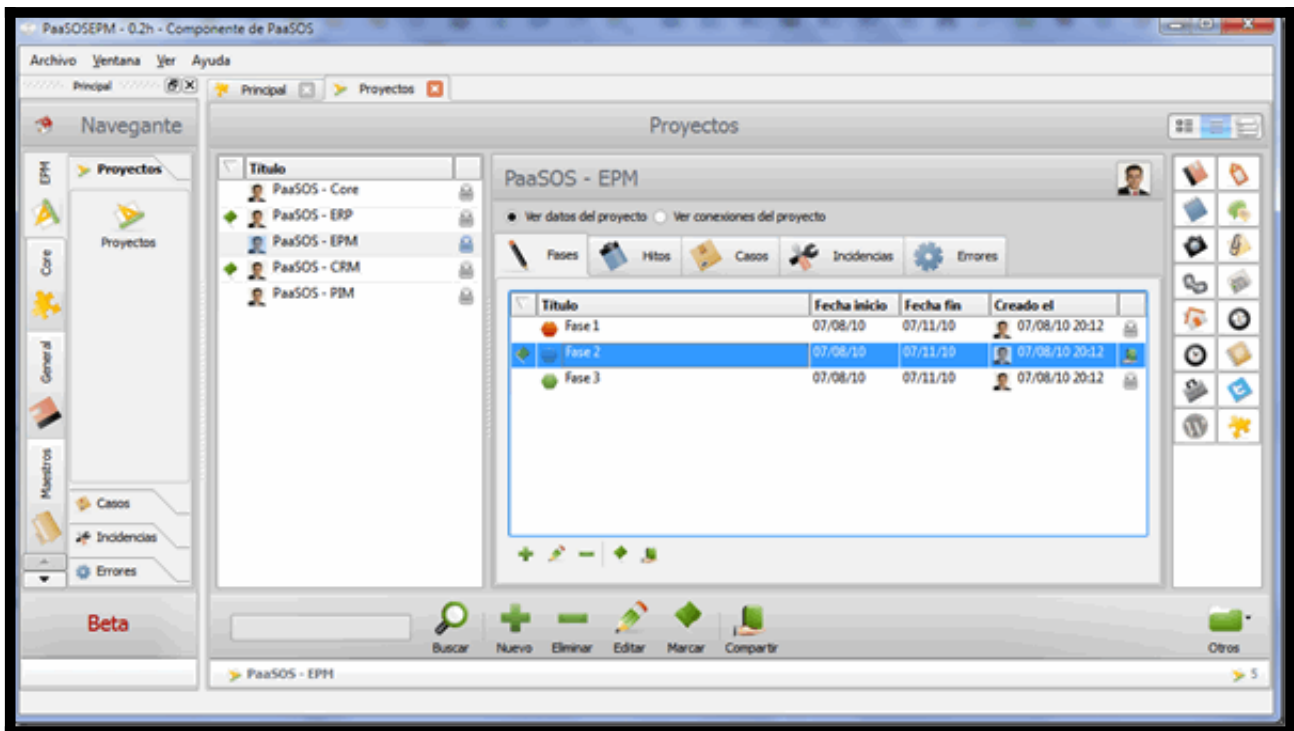 PaaSOSEPM - 0.2h - Componente de PaaSOS
Archivo Ventana Ver Ayuda
Principal
Principal Proyectos
Navegante
Proyectos
EPM
Core
General
Maestros
Proyectos
Proyectos
Casos
Incidencias
Errores
Beta
Título
PaaSOS - Core
PaaSOS - ERP
PaaSOS - EPM
PaaSOS - CRM
PaaSOS - PIM
PaaSOS - EPM
Ver datos del proyecto Ver conexiones del proyecto
Fases Hitos Casos Incidencias Errores
Título Fecha inicio Fecha fin Creado el
Fase 1 07/08/10 07/11/10 07/08/10 20:12
Fase 2 07/08/10 07/11/10 07/08/10 20:12
Fase 3 07/08/10 07/11/10 07/08/10 20:12
Buscar Nuevo Eliminar Editar Marcar Compartir Otros
PaaSOS - EPM 5